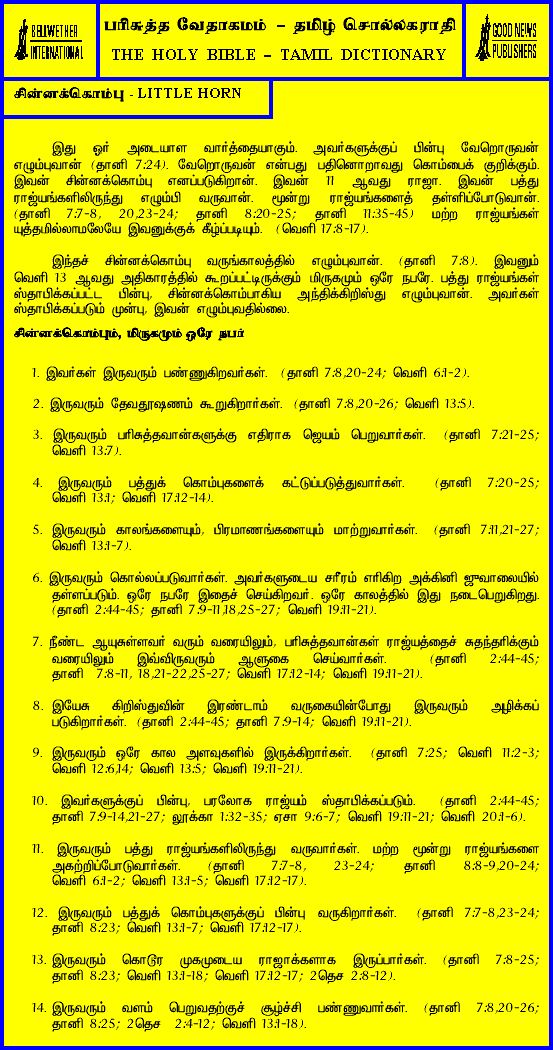 BELLWETHER
INTERNATIONAL
பரிசுத்த வேதாகமம் – தமிழ் சொல்லகராதி
THE HOLY BIBLE – TAMIL DICTIONARY
GOOD NEWS
PUBLISHERS
சின்னக்கொம்பு - LITTLE HORN
இது ஓர் அடையாள வார்த்தையாகும். அவர்களுக்குப் பின்பு வேறொருவன்
எழும்புவான் (தானி 7:24). வேறொருவன் என்பது பதினொறாவது கொம்பைக் குறிக்கும்.
இவன் சின்னக்கொம்பு எனப்படுகிறான். இவன் 11 ஆவது ராஜா. இவன் பத்து
ராஜ்யங்களிலிருந்து எழும்பி வருவான். மூன்று ராஜ்யங்களைத் தள்ளிப்போடுவான்.
(தானி 7:7-8, 20,23-24; தானி 8:20-25; தானி 11:35-45) மற்ற ராஜ்யங்கள்
யுத்தமில்லாமலேயே இவனுக்குக் கீழ்ப்படியும். (வெளி 17:8-17).
இந்தச் சின்னக்கொம்பு வருங்காலத்தில் எழும்புவான். (தானி 7:8). இவனும்
வெளி 13 ஆவது அதிகாரத்தில் கூறப்பட்டிருக்கும் மிருகமும் ஒரே நபரே. பத்து ராஜ்யங்கள்
ஸ்தாபிக்கப்பட்ட பின்பு, சின்னக்கொம்பாகிய அந்திக்கிறிஸ்து எழும்புவான். அவர்கள்
ஸ்தாபிக்கப்படும் முன்பு, இவன் எழும்புவதில்லை.
சின்னக்கொம்பும், மிருகமும் ஒரே நபர்
1. இவர்கள் இருவரும் பண்ணுகிறவர்கள். (தானி 7:8,20-24; வெளி 6:1-2).
2. இருவரும் தேவதூஷணம் கூறுகிறார்கள். (தானி 7:8,20-26; வெளி 13:5).
3. இருவரும் பரிசுத்தவான்களுக்கு எதிராக ஜெயம் பெறுவார்கள். (தானி 7:21-25;
வெளி 13:7).
4. இருவரும் பத்துக் கொம்புகளைக் கட்டுப்படுத்துவார்கள். (தானி 7:20-25;
வெளி 13:1; வெளி 17:12-14).
5. இருவரும் காலங்களையும், பிரமாணங்களையும் மாற்றுவார்கள். (தானி 7:11,21-27;
வெளி 13:1-7).
6. இருவரும் கொல்லப்படுவார்கள். அவர்களுடைய சரீரம் எரிகிற அக்கினி ஜுவாலையில்
தள்ளப்படும். ஒரே நபரே இதைச் செய்கிறவர். ஒரே காலத்தில் இது நடைபெறுகிறது.
(தானி 2:44-45; தானி 7:9-11,18,25-27; வெளி 19:11-21).
7. நீண்ட ஆயுசுள்ளவர் வரும் வரையிலும், பரிசுத்தவான்கள் ராஜ்யத்தைச் சுதந்தரிக்கும்
வரையிலும் இவ்விருவரும் ஆளுகை செய்வார்கள். (தானி 2:44-45;
தானி 7:8-11, 18,21-22,25-27; வெளி 17:12-14; வெளி 19:11-21).
8. இயேசு கிறிஸ்துவின் இரண்டாம் வருகையின்போது இருவரும் அழிக்கப்
படுகிறார்கள். (தானி 2:44-45; தானி 7:9-14; வெளி 19:11-21).
9. இருவரும் ஒரே கால அளவுகளில் இருக்கிறார்கள். (தானி 7:25; வெளி 11:2-3;
வெளி 12:6,14; வெளி 13:5; வெளி 19:11-21).
10. இவர்களுக்குப் பின்பு, பரலோக ராஜ்யம் ஸ்தாபிக்கப்படும். (தானி 2:44-45;
தானி 7:9-14,21-27; லூக்கா 1:32-35; ஏசா 9:6-7; வெளி 19:11-21; வெளி 20:1-6).
11. இருவரும் பத்து ராஜ்யங்களிலிருந்து வருவார்கள். மற்ற மூன்று ராஜ்யங்களை
அகற்றிப்போடுவார்கள். (தானி 7:7-8, 23-24; தானி 8:8-9,20-24;
வெளி 6:1-2; வெளி 13:1-5; வெளி 17:12-17).
12. இருவரும் பத்துக் கொம்புகளுக்குப் பின்பு வருகிறார்கள். (தானி 7:7-8,23-24;
தானி 8:23; வெளி 13:1-7; வெளி 17:12-17).
13. இருவரும் கொடூர முகமுடைய ராஜாக்களாக இருப்பார்கள். (தானி 7:8-25;
தானி 8:23; வெளி 13:1-18; வெளி 17:12-17; 2தெச 2:8-12).
14. இருவரும் வளம் பெறுவதற்குச் சூழ்ச்சி பண்ணுவார்கள். (தானி 7:8,20-26;
தானி 8:25; 2தெச 2:4-12; வெளி 13:1-18).